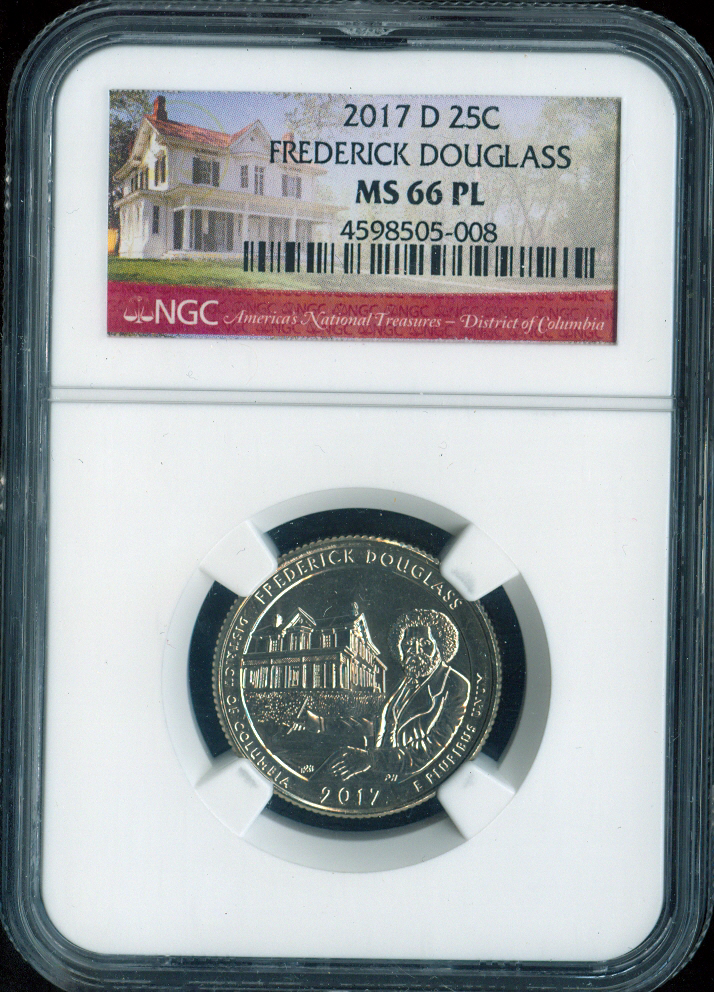 2017 D 25C
FREDERICK DOUGLASS
MS 66 PL
4598505-008
NGC America's National Treasures – District of Columbia
FREDERICK DOUGLASS
DISTRICT OF COLUMBIA
2017
E PLURIBUS UNUM